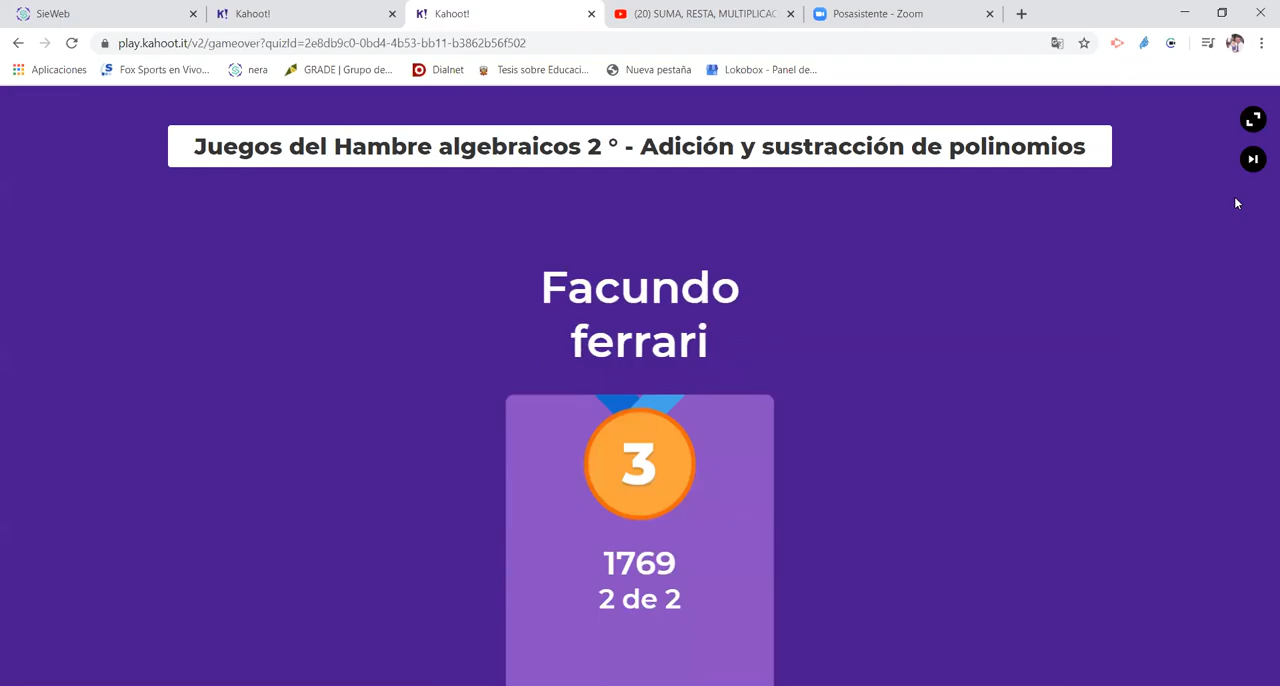 SieWeb
Kahoot!
Kahoot!
(20) SUMA, RESTA, MULTIPLICAC
Posasistente - Zoom
play.kahoot.it/v2/gameover?quizId=2e8db9c0-0bd4-4b53-bb11-b3862b56f502
Aplicaciones
Fox Sports en Vivo...
nera
GRADE | Grupo de...
Dialnet
Tesis sobre Educaci...
Nueva pestaña
Lokobox - Panel de...
Juegos del Hambre algebraicos 2 ° - Adición y sustracción de polinomios
Facundo
ferrari
3
1769
2 de 2